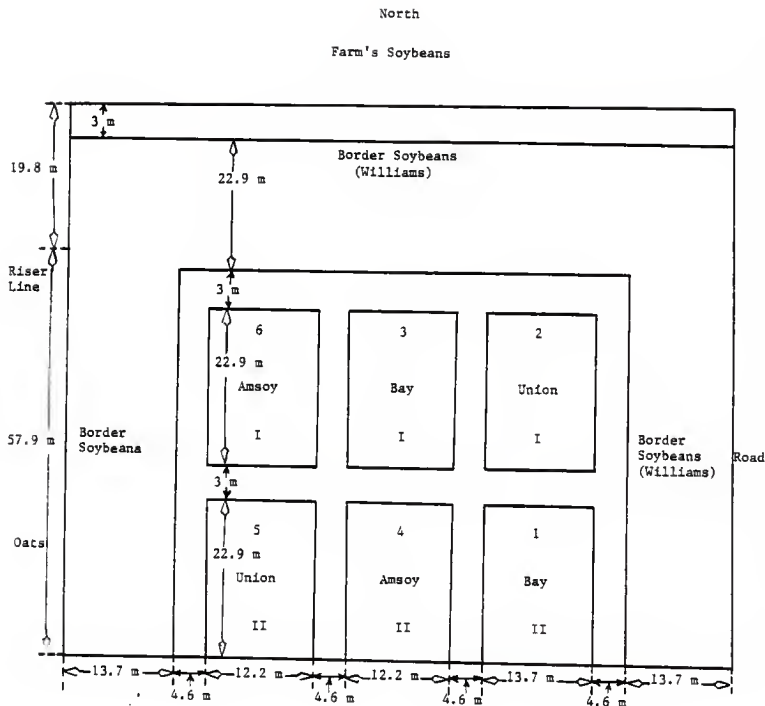 North
Farm's Soybeans
3 m
Border Soybeans
(Williams)
19.8 m
22.9 m
Riser
Line
3 m
6
3
2
22.9 m
Amsoy
Bay
Union
I
I
I
57.9 m
Border
Soybeans
Border
Soybeans
(Williams)
Road
3 m
Oats
5
4
1
22.9 m
Union
Amsoy
Bay
II
II
II
13.7 m
12.2 m
12.2 m
13.7 m
13.7 m
4.6 m
4.6 m
4.6 m
4.6 m